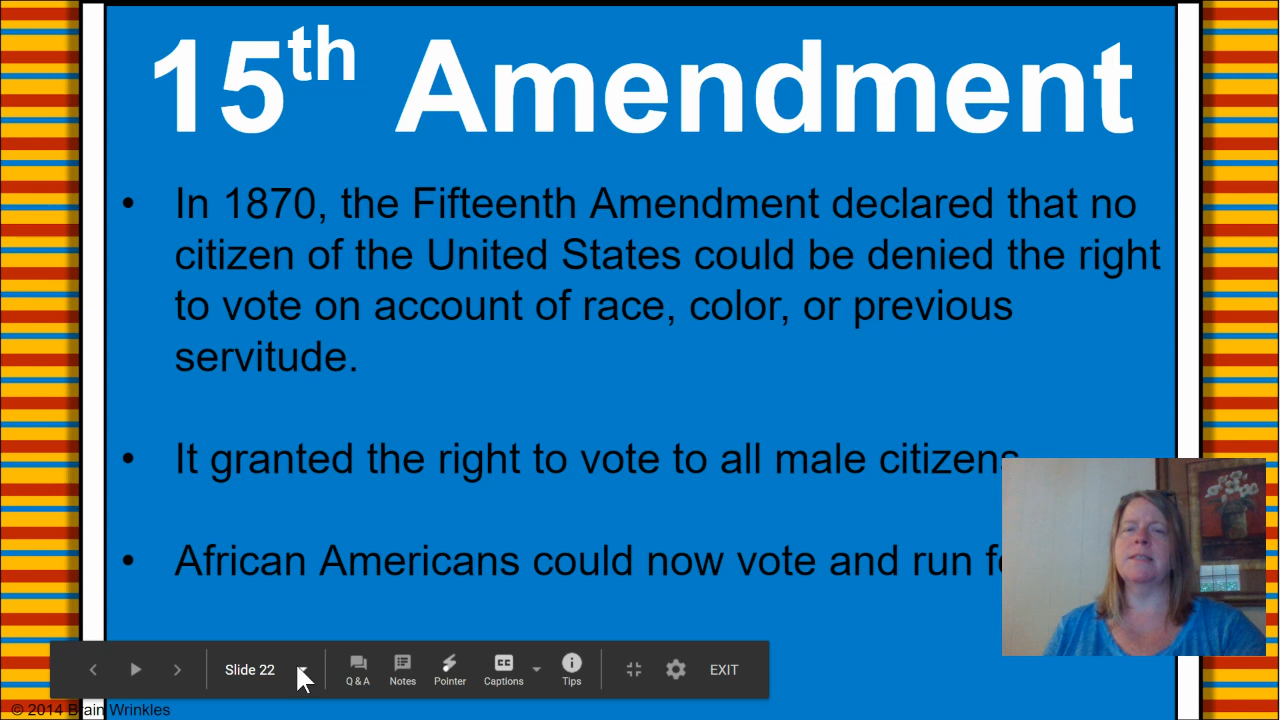 15th Amendment
• In 1870, the Fifteenth Amendment declared that no
citizen of the United States could be denied the right
to vote on account of race, color, or previous
servitude.
• It granted the right to vote to all male citizens
• African Americans could now vote and run
Slide 22
Q & A
Notes
Pointer
CC
Captions
Tips
EXIT
© 2014 Brain Wrinkles